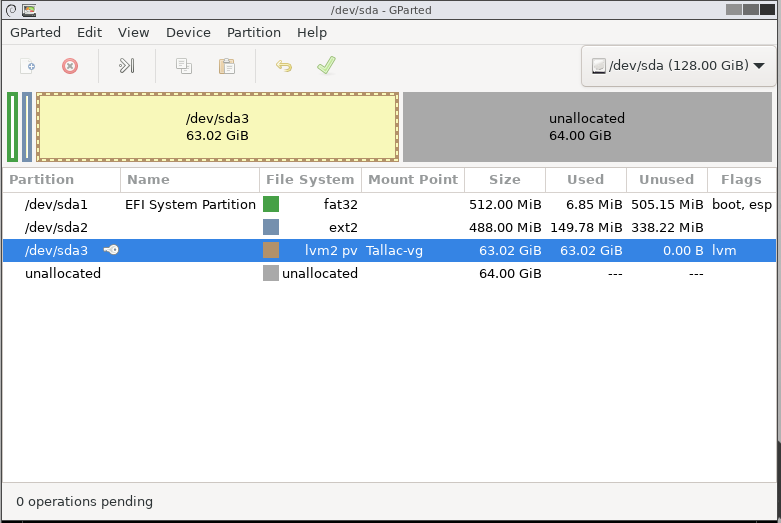 /dev/sda - GParted
GParted Edit View Device Partition Help
/dev/sda (128.00 GiB)
/dev/sda3
63.02 GiB
unallocated
64.00 GiB
Partition Name File System Mount Point Size Used Unused Flags
/dev/sda1 EFI System Partition fat32 512.00 MiB 6.85 MiB 505.15 MiB boot, esp
/dev/sda2 ext2 488.00 MiB 149.78 MiB 338.22 MiB
/dev/sda3 lvm2 pv Tallac-vg 63.02 GiB 63.02 GiB 0.00 B lvm
unallocated unallocated 64.00 GiB --- ---
0 operations pending